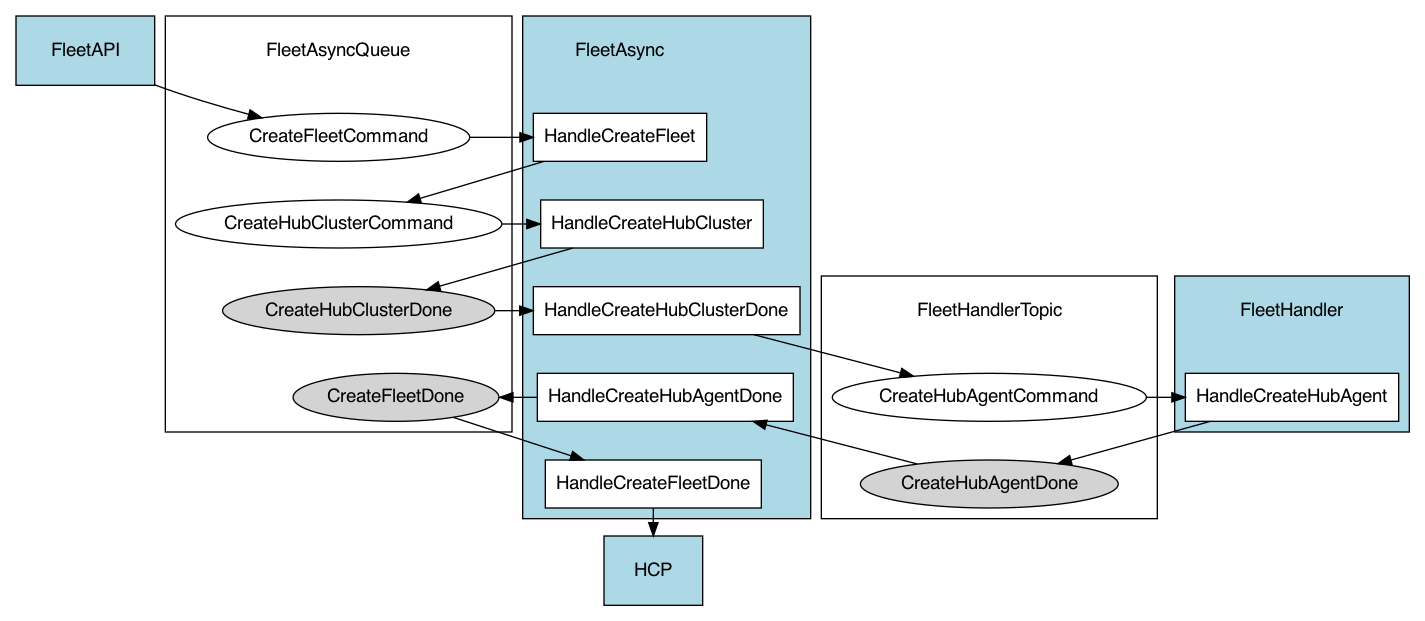 FleetAPI
FleetAsyncQueue
FleetAsync
CreateFleetCommand
HandleCreateFleet
CreateHubClusterCommand
HandleCreateHubCluster
CreateHubClusterDone
HandleCreateHubClusterDone
FleetHandlerTopic
FleetHandler
CreateFleetDone
HandleCreateHubAgentDone
CreateHubAgentCommand
HandleCreateHubAgent
HandleCreateFleetDone
CreateHubAgentDone
HCP